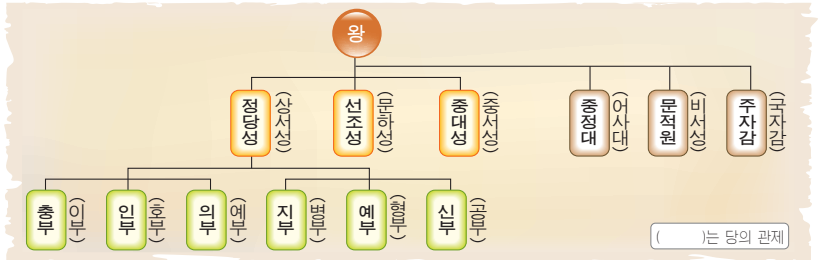 왕
정당성 (상서성)
선조성 (문하성)
중대성 (중서성)
중정대 (어사대)
문적원 (비서성)
주자감 (국자감)
충부 (이부)
인부 (호부)
의부 (예부)
지부 (병부)
예부 (형부)
신부 (공부)
( )는 당의 관제